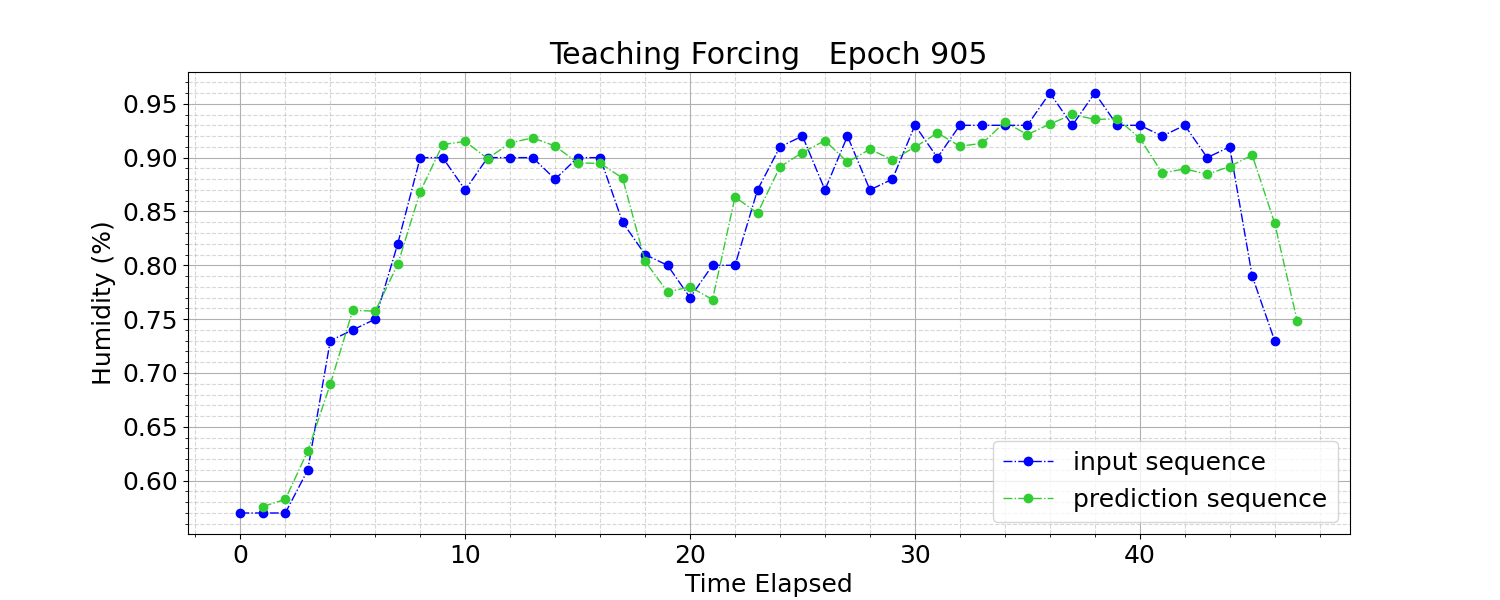 Teaching Forcing   Epoch 905
Humidity (%)
0.95
0.90
0.85
0.80
0.75
0.70
0.65
0.60
input sequence
prediction sequence
0 10 20 30 40
Time Elapsed